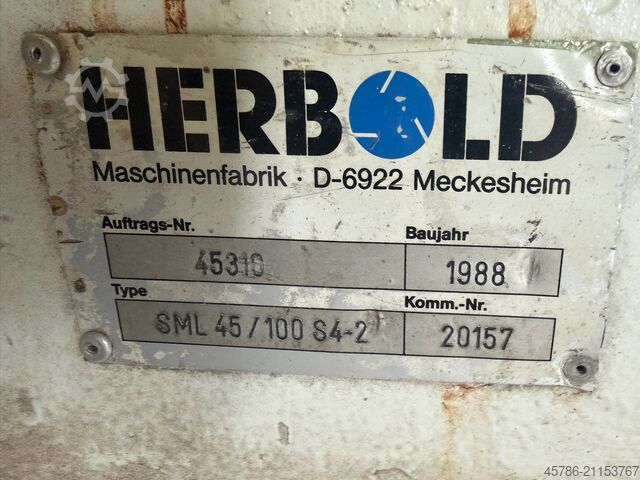 HERBOLD
Maschinenfabrik · D-6922 Meckesheim
Auftrags-Nr. Baujahr
45310 1988
Type Komm.-Nr.
SML 45/100 S4-2 20157
45786-21153767